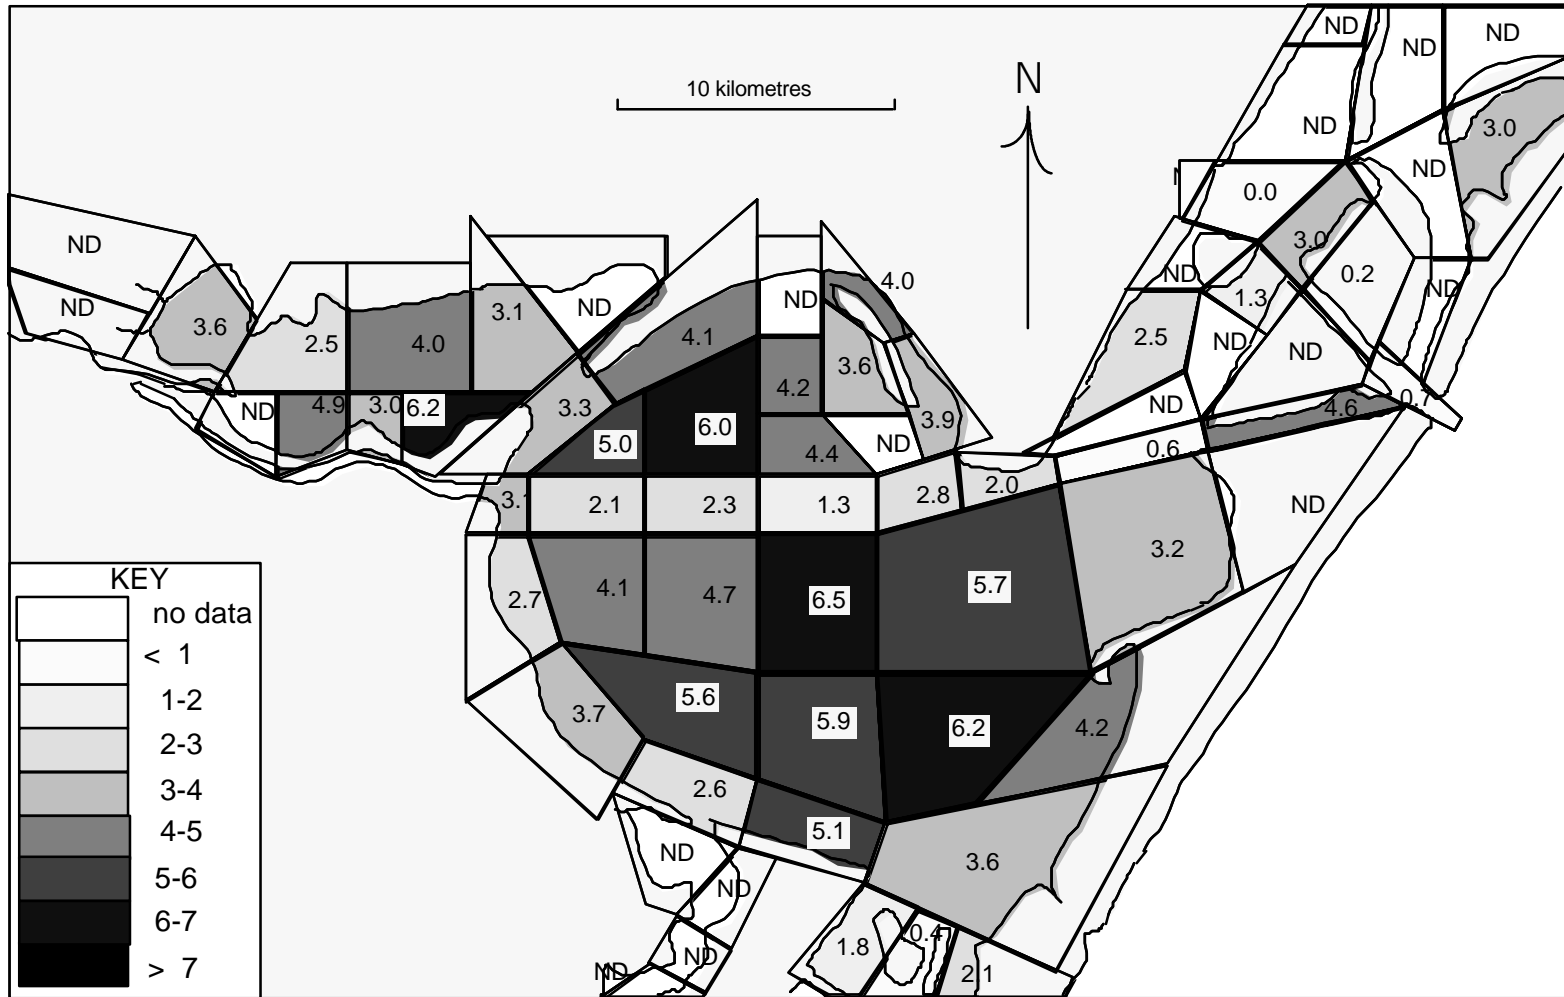 ND
ND
ND
10 kilometres
N
ND
3.0
ND
0.0
3.0
ND
ND
ND
0.2
ND
1.3
3.6
2.5
4.0
3.1
ND
4.1
ND
4.0
4.2
3.6
2.5
ND
ND
ND
4.9
3.0
6.2
3.3
5.0
6.0
4.4
ND
3.9
ND
4.6
0.7
0.6
3.1
2.1
2.3
1.3
2.8
2.0
ND
3.2
2.7
4.1
4.7
6.5
5.7
3.7
5.6
5.9
6.2
4.2
2.6
5.1
3.6
ND
ND
ND
ND
1.8
0.4
2.1
KEY
no data
< 1
1-2
2-3
3-4
4-5
5-6
6-7
> 7